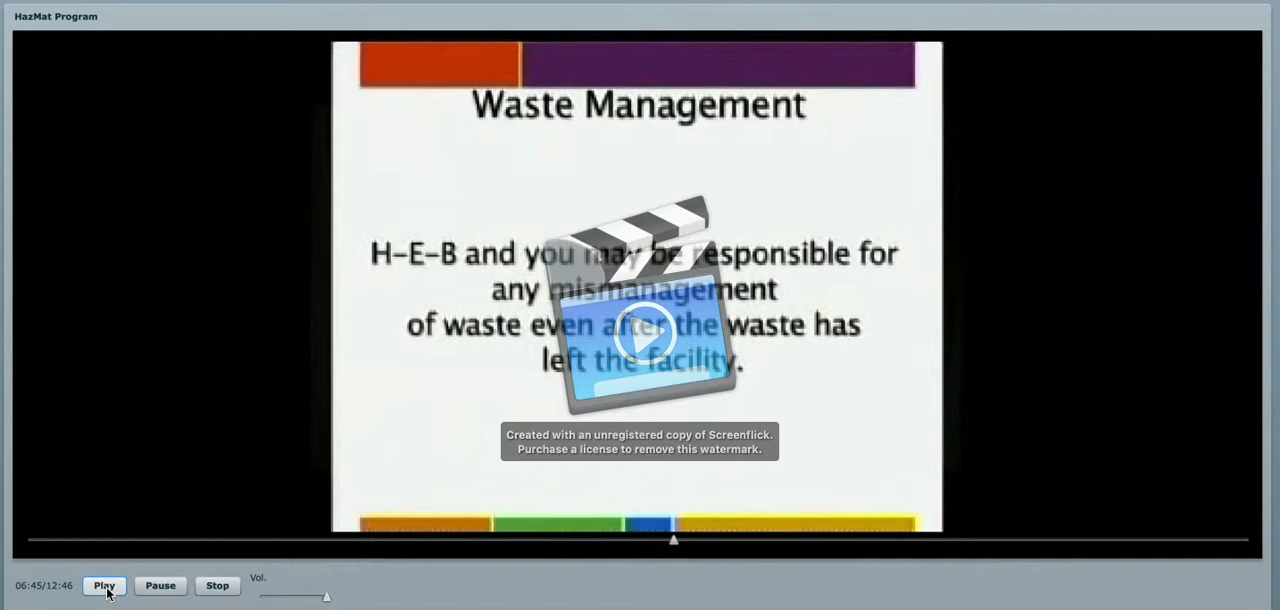 HazMat Program
Waste Management
H-E-B and you may be responsible for
any mismanagement
of waste even after the waste has
left the facility.
Created with an unregistered copy of Screenflick.
Purchase a license to remove this watermark.
06:45/12:46 Play Pause Stop Vol.